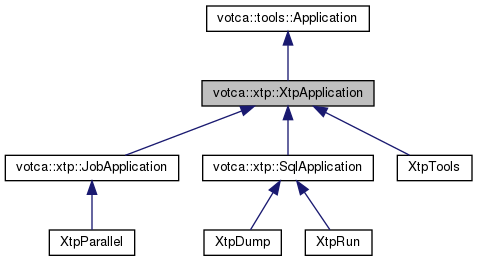 votca::tools::Application
votca::xtp::XtpApplication
votca::xtp::JobApplication
votca::xtp::SqlApplication
XtpTools
XtpParallel
XtpDump
XtpRun